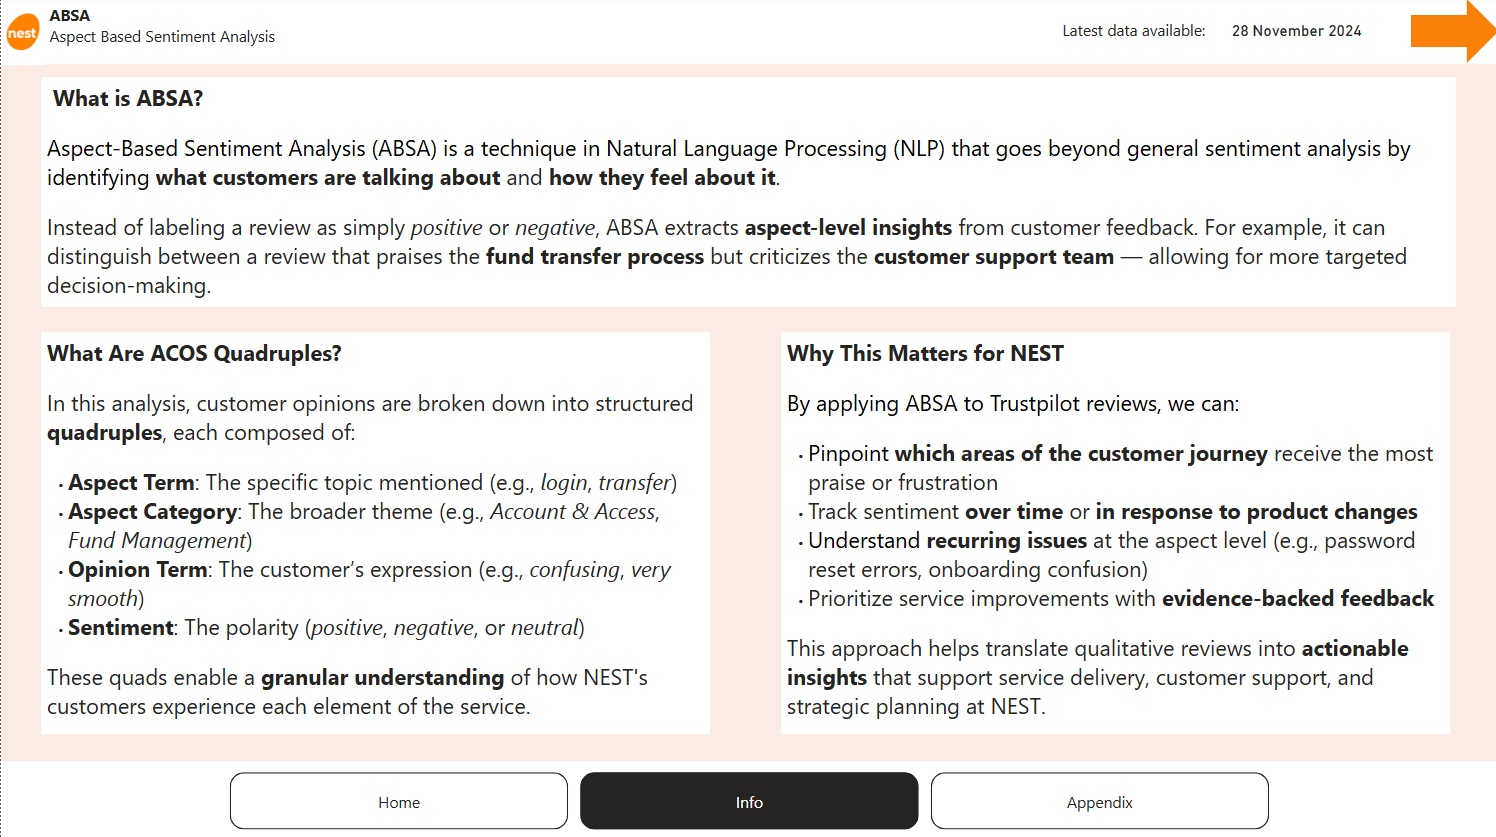 nest
ABSA
Aspect Based Sentiment Analysis
Latest data available: 28 November 2024
What is ABSA?
Aspect-Based Sentiment Analysis (ABSA) is a technique in Natural Language Processing (NLP) that goes beyond general sentiment analysis by
identifying what customers are talking about and how they feel about it.
Instead of labeling a review as simply positive or negative, ABSA extracts aspect-level insights from customer feedback. For example, it can
distinguish between a review that praises the fund transfer process but criticizes the customer support team — allowing for more targeted
decision-making.
What Are ACOS Quadruples?
In this analysis, customer opinions are broken down into structured
quadruples, each composed of:
• Aspect Term: The specific topic mentioned (e.g., login, transfer)
• Aspect Category: The broader theme (e.g., Account & Access,
Fund Management)
• Opinion Term: The customer’s expression (e.g., confusing, very
smooth)
• Sentiment: The polarity (positive, negative, or neutral)
These quads enable a granular understanding of how NEST's
customers experience each element of the service.
Why This Matters for NEST
By applying ABSA to Trustpilot reviews, we can:
• Pinpoint which areas of the customer journey receive the most
praise or frustration
• Track sentiment over time or in response to product changes
• Understand recurring issues at the aspect level (e.g., password
reset errors, onboarding confusion)
• Prioritize service improvements with evidence-backed feedback
This approach helps translate qualitative reviews into actionable
insights that support service delivery, customer support, and
strategic planning at NEST.
Home
Info
Appendix